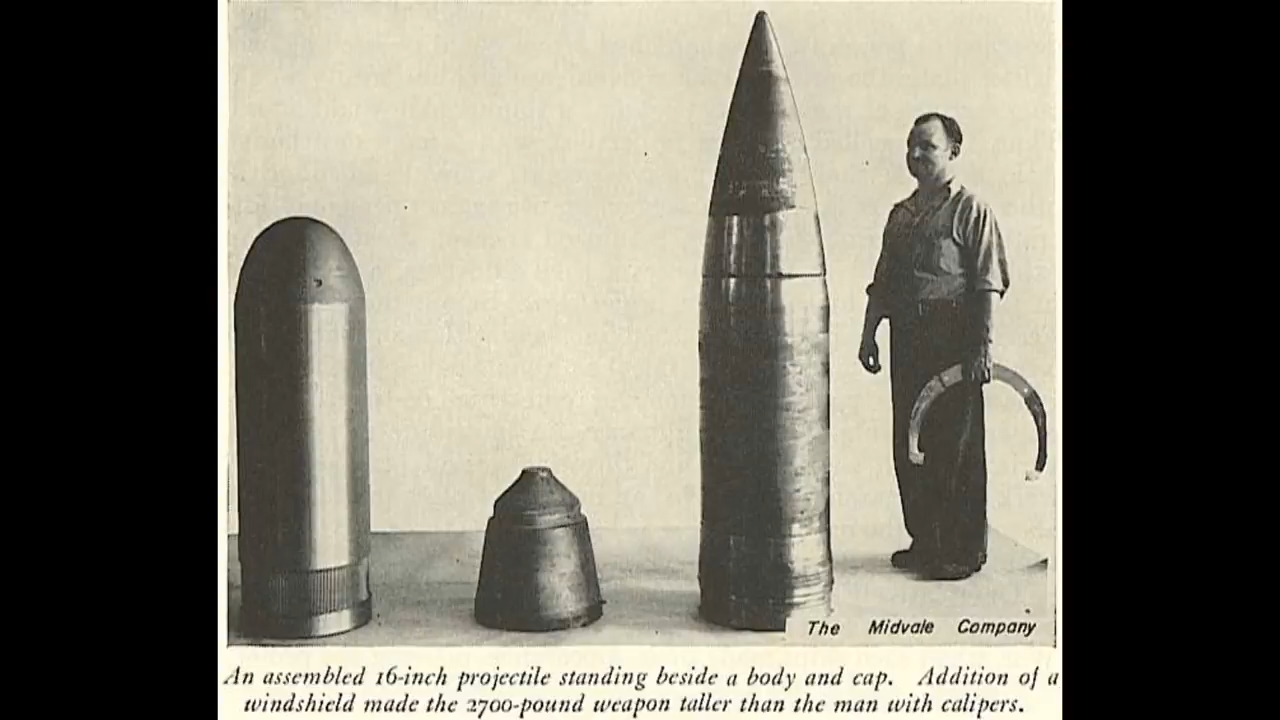 The Midvale Company
An assembled 16-inch projectile standing beside a body and cap. Addition of a
windshield made the 2700-pound weapon taller than the man with calipers.